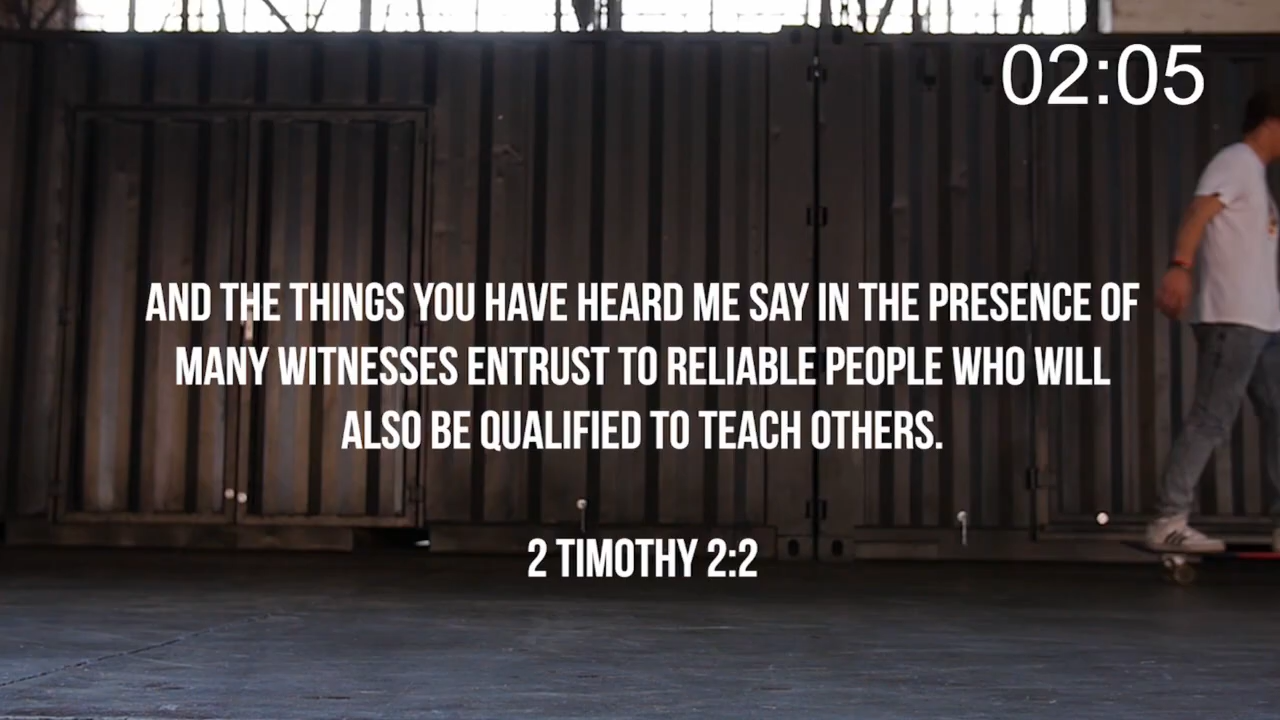 02:05
AND THE THINGS YOU HAVE HEARD ME SAY IN THE PRESENCE OF
MANY WITNESSES ENTRUST TO RELIABLE PEOPLE WHO WILL
ALSO BE QUALIFIED TO TEACH OTHERS.
2 TIMOTHY 2:2